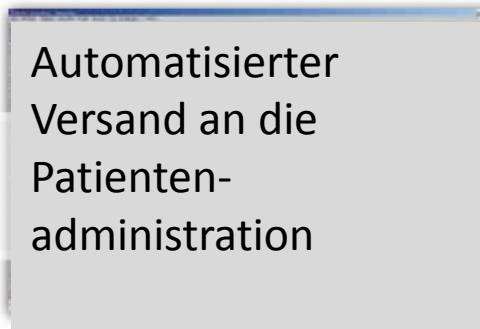 Automatisierter
Versand an die
Patienten-
administration